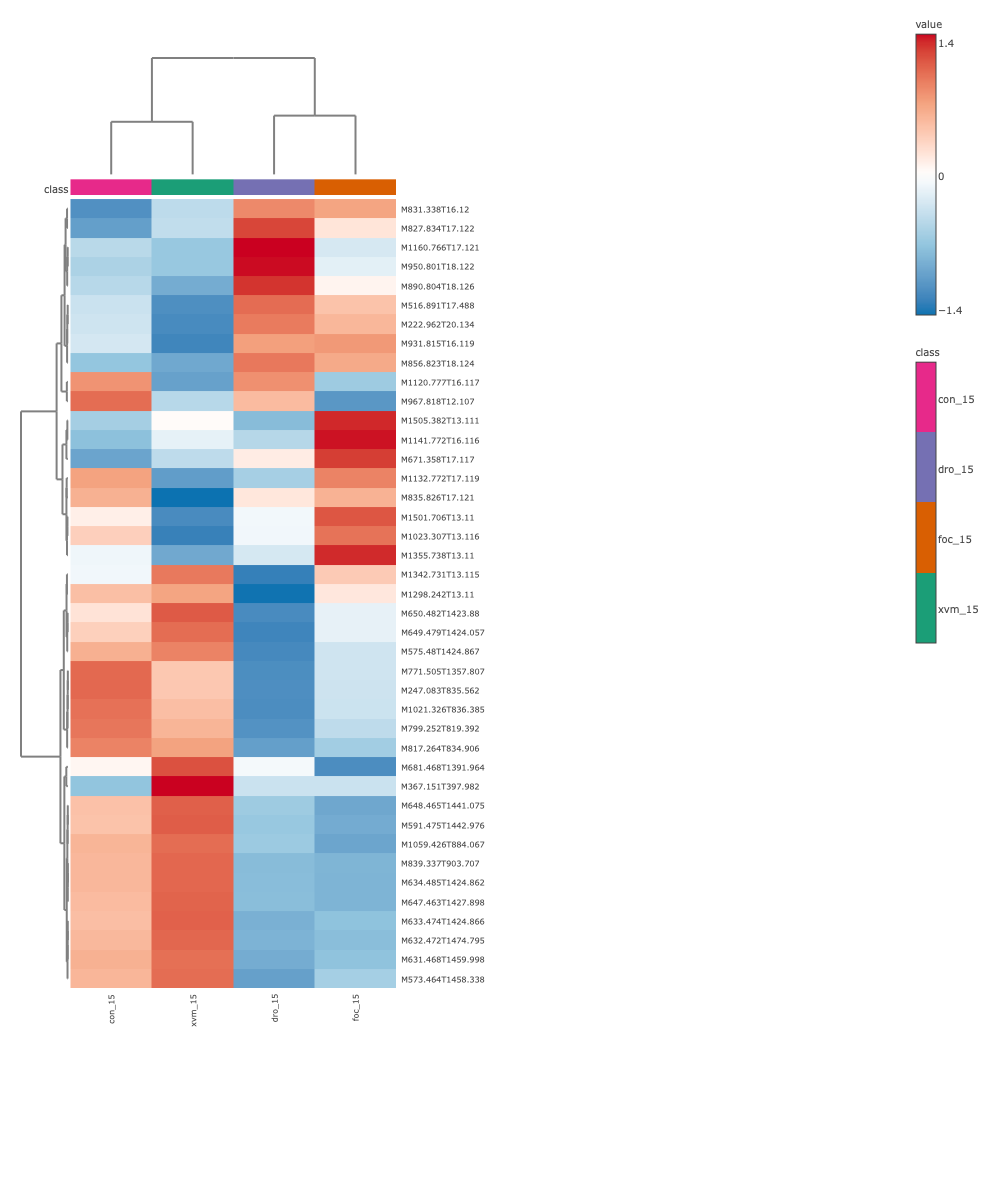 value
1.4
0
−1.4
class
con_15
dro_15
foc_15
xvm_15
class
M831.338T16.12
M827.834T17.122
M1160.766T17.121
M950.801T18.122
M890.804T18.126
M516.891T17.488
M222.962T20.134
M931.815T16.119
M856.823T18.124
M1120.777T16.117
M967.818T12.107
M1505.382T13.111
M1141.772T16.116
M671.358T17.117
M1132.772T17.119
M835.826T17.121
M1501.706T13.11
M1023.307T13.116
M1355.738T13.11
M1342.731T13.115
M1298.242T13.11
M650.482T1423.88
M649.479T1424.057
M575.48T1424.867
M771.505T1357.807
M247.083T835.562
M1021.326T836.385
M799.252T819.392
M817.264T834.906
M681.468T1391.964
M367.151T397.982
M648.465T1441.075
M591.475T1442.976
M1059.426T884.067
M839.337T903.707
M634.485T1424.862
M647.463T1427.898
M633.474T1424.866
M632.472T1474.795
M631.468T1459.998
M573.464T1458.338
con_15
xvm_15
dro_15
foc_15